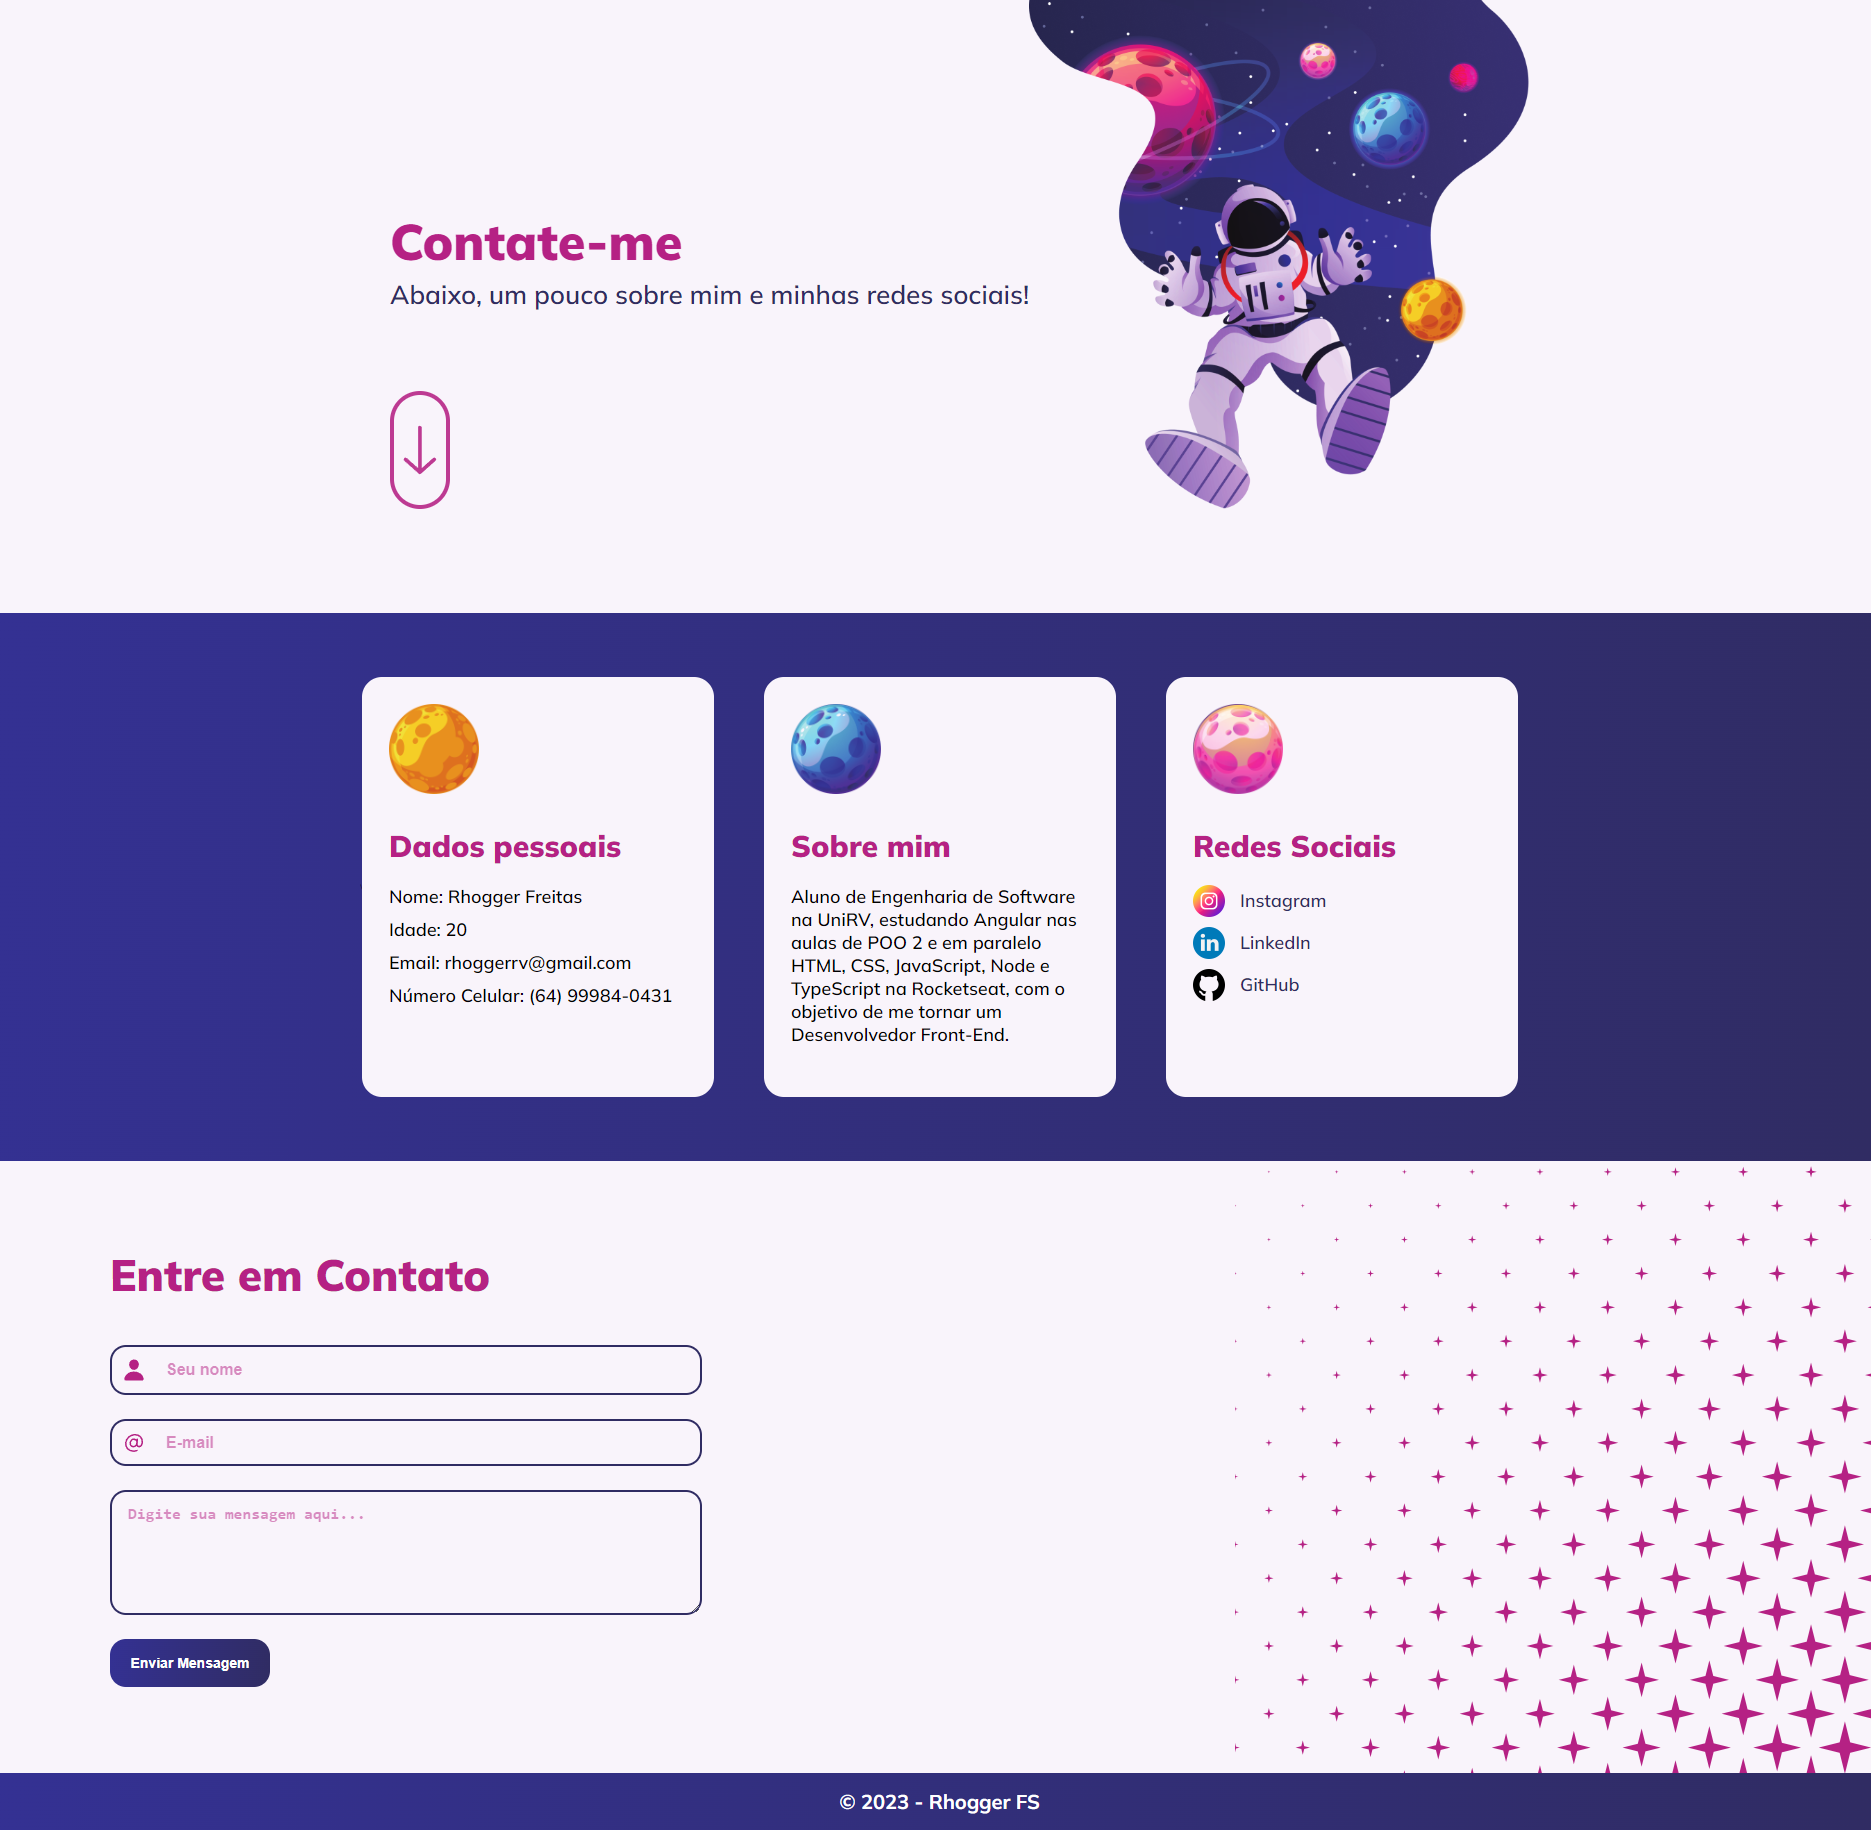 Contate-me
Abaixo, um pouco sobre mim e minhas redes sociais!
Dados pessoais
Nome: Rhogger Freitas
Idade: 20
Email: rhoggerrv@gmail.com
Número Celular: (64) 99984-0431
Sobre mim
Aluno de Engenharia de Software
na UniRV, estudando Angular nas
aulas de POO 2 e em paralelo
HTML, CSS, JavaScript, Node e
TypeScript na Rocketseat, com o
objetivo de me tornar um
Desenvolvedor Front-End.
Redes Sociais
Instagram
in LinkedIn
GitHub
Entre em Contato
Seu nome
@ E-mail
Digite sua mensagem aqui...
Enviar Mensagem
© 2023 - Rhogger FS